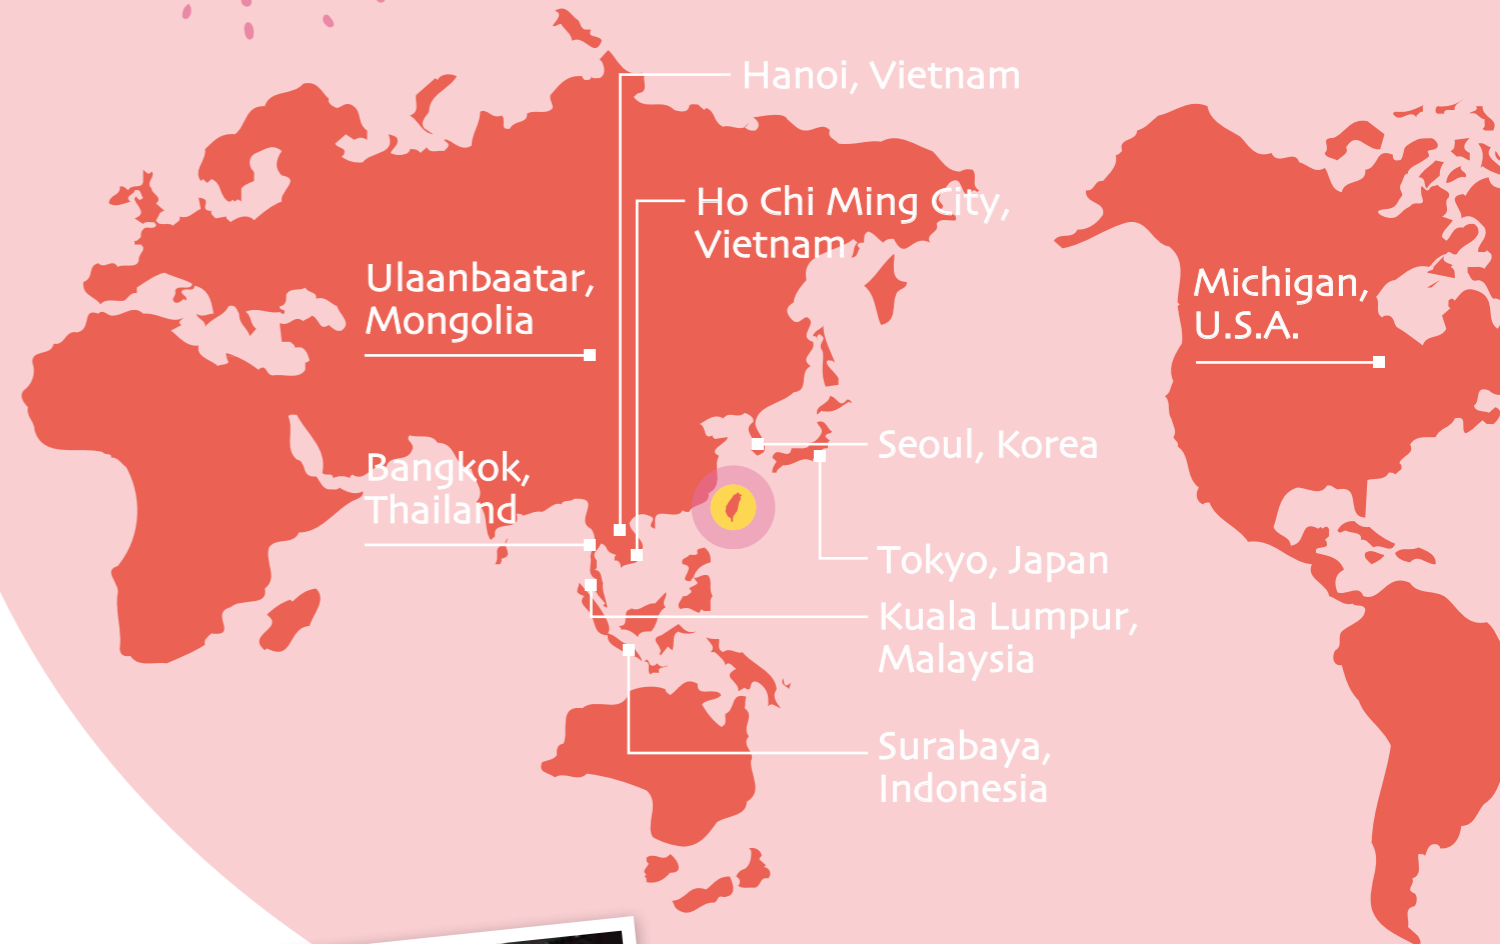 Hanoi, Vietnam
Ho Chi Ming City,
Vietnam
Ulaanbaatar,
Mongolia
Michigan,
U.S.A.
Seoul, Korea
Bangkok,
Thailand
Tokyo, Japan
Kuala Lumpur,
Malaysia
Surabaya,
Indonesia